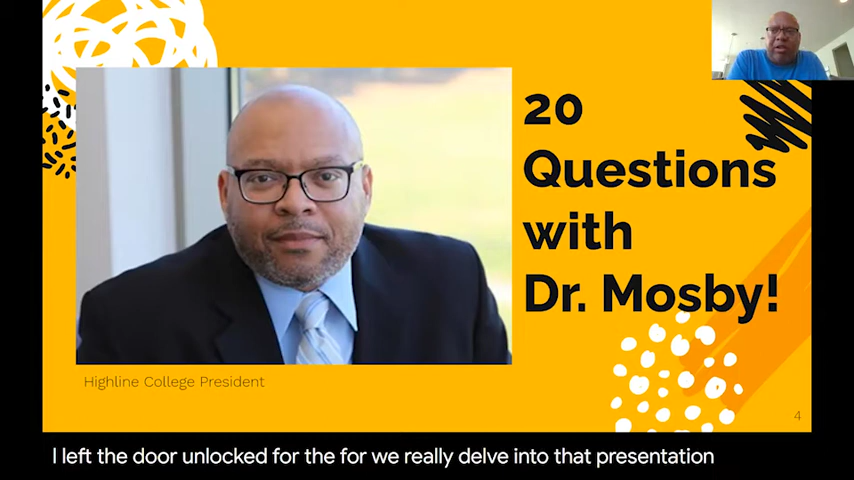 20
Questions
with
Dr. Mosby!
Highline College President
4
I left the door unlocked for the for we really delve into that presentation